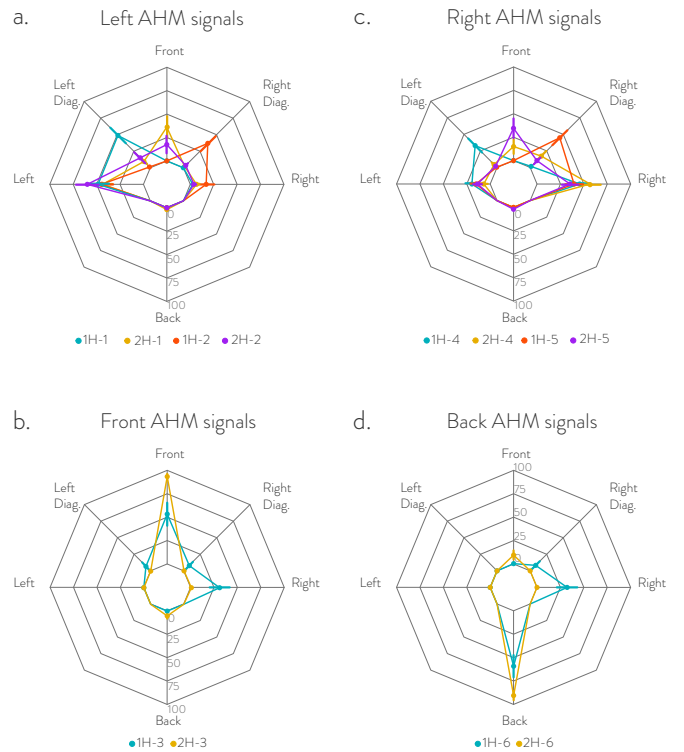 a.
Left AHM signals
Front
Left
Diag.
Right
Diag.
Left
Right
0
25
50
75
100
Back
1H-1 2H-1 1H-2 2H-2
c.
Right AHM signals
Front
Left
Diag.
Right
Diag.
Left
Right
0
25
50
75
100
Back
1H-4 2H-4 1H-5 2H-5
b.
Front AHM signals
Front
Left
Diag.
Right
Diag.
Left
Right
0
25
50
75
100
Back
1H-3 2H-3
d.
Back AHM signals
Front
100
75
50
25
0
Left
Diag.
Right
Diag.
Left
Right
Back
1H-6 2H-6